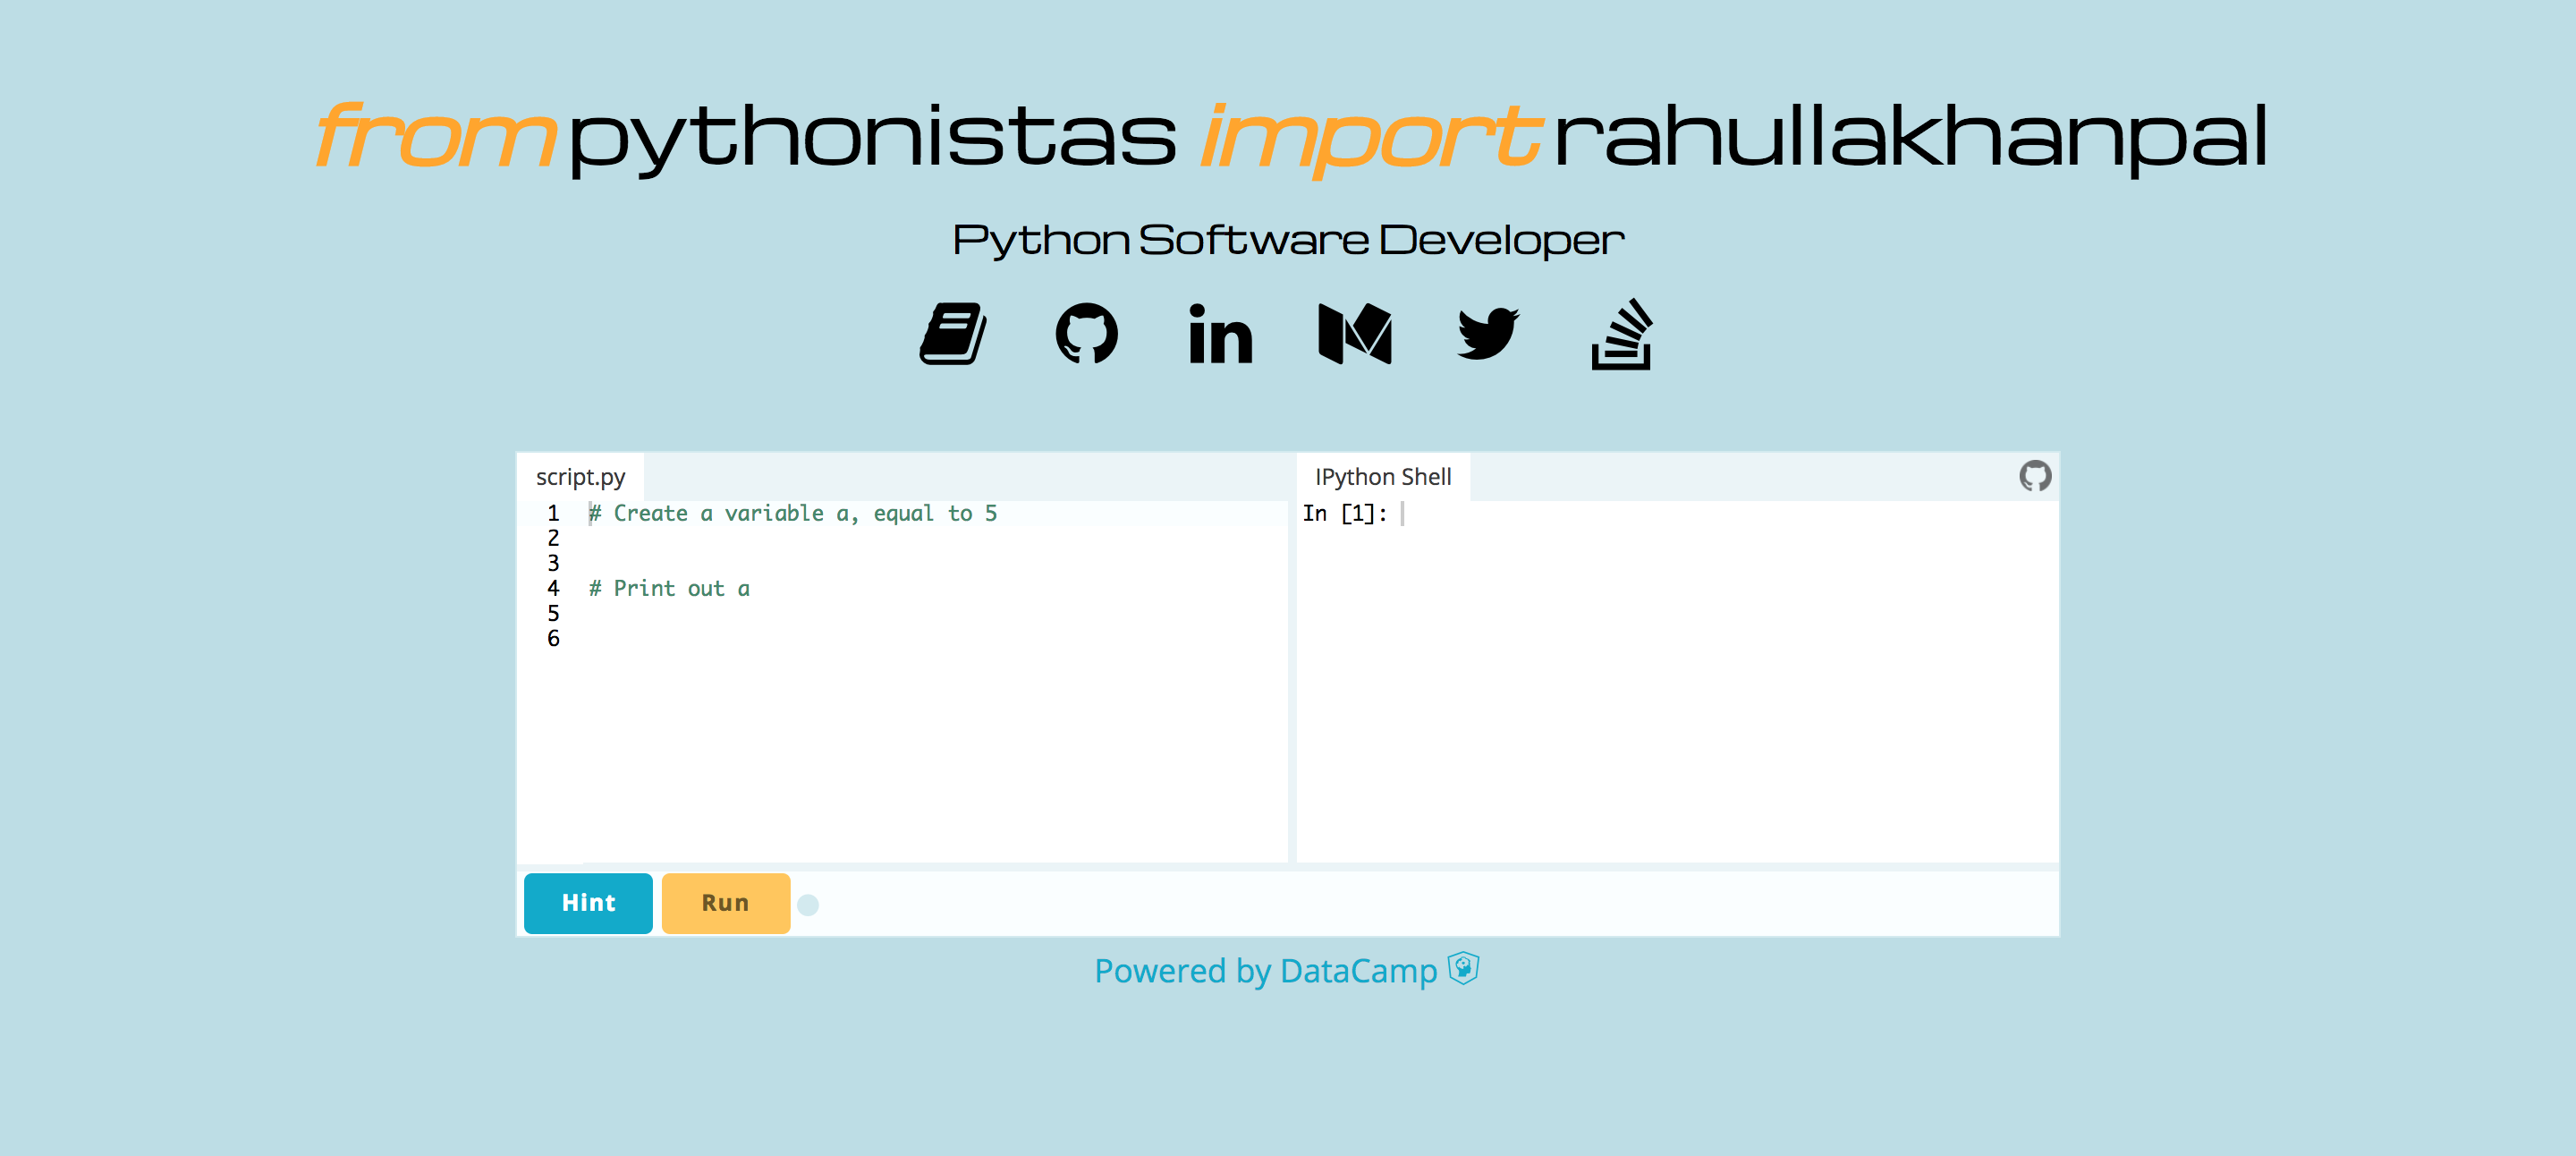 from pythonistas import rahullakhanpal
Python Software Developer
script.py
1 # Create a variable a, equal to 5
2
3
4 # Print out a
5
6
IPython Shell
In [1]:
Hint
Run
Powered by DataCamp